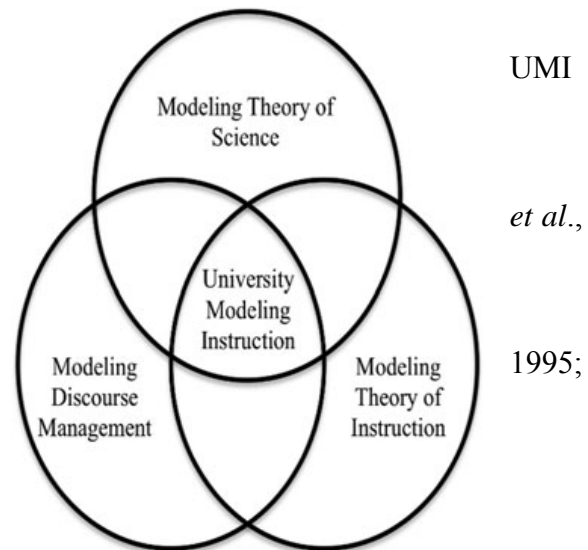 Modeling Theory of
Science
University
Modeling
Instruction
Modeling
Discourse
Management
Modeling
Theory of
Instruction
UMI
et al.,
1995;